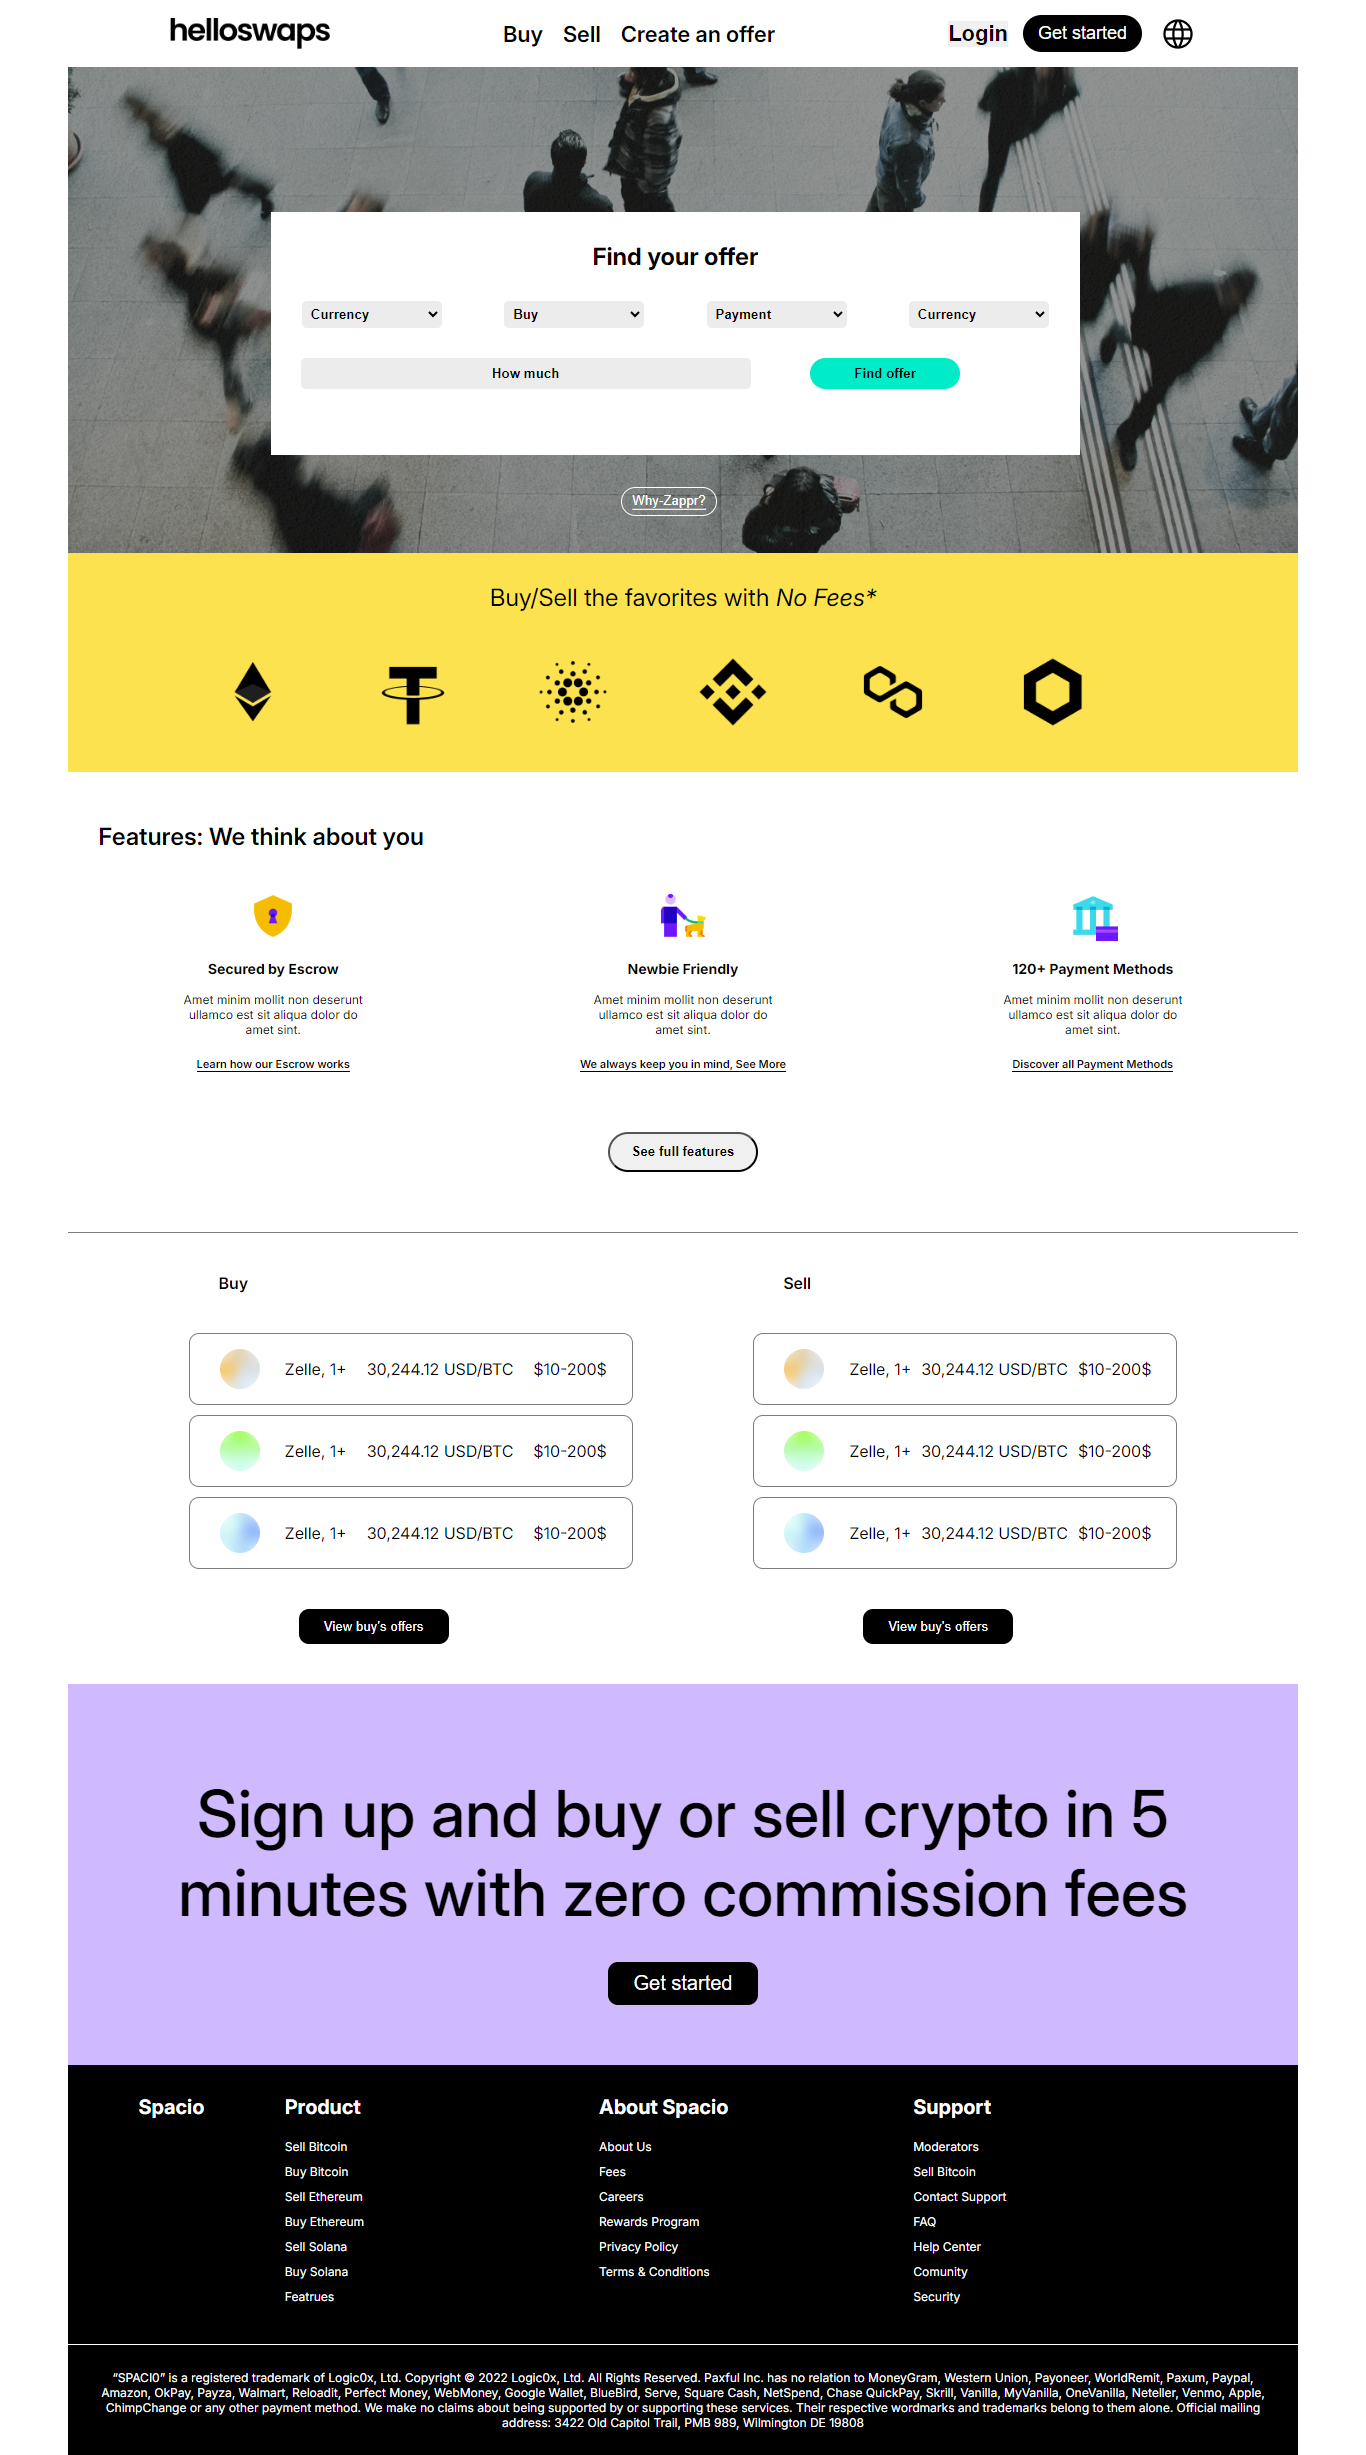 helloswaps
Buy Sell Create an offer
Login Get started
Find your offer
Currency Buy Payment Currency
How much Find offer
Why-Zappr?
Buy/Sell the favorites with No Fees*
Features: We think about you
Secured by Escrow
Amet minim mollit non deserunt
ullamco est sit aliqua dolor do
amet sint.
Learn how our Escrow works
Newbie Friendly
Amet minim mollit non deserunt
ullamco est sit aliqua dolor do
amet sint.
We always keep you in mind, See More
120+ Payment Methods
Amet minim mollit non deserunt
ullamco est sit aliqua dolor do
amet sint.
Discover all Payment Methods
See full features
Buy
Zelle, 1+ 30,244.12 USD/BTC $10-200$
Zelle, 1+ 30,244.12 USD/BTC $10-200$
Zelle, 1+ 30,244.12 USD/BTC $10-200$
View buy's offers
Sell
Zelle, 1+ 30,244.12 USD/BTC $10-200$
Zelle, 1+ 30,244.12 USD/BTC $10-200$
Zelle, 1+ 30,244.12 USD/BTC $10-200$
View buy's offers
Sign up and buy or sell crypto in 5
minutes with zero commission fees
Get started
Spacio
Product
Sell Bitcoin
Buy Bitcoin
Sell Ethereum
Buy Ethereum
Sell Solana
Buy Solana
Featrues
About Spacio
About Us
Fees
Careers
Rewards Program
Privacy Policy
Terms & Conditions
Support
Moderators
Sell Bitcoin
Contact Support
FAQ
Help Center
Comunity
Security
“SPACI0” is a registered trademark of Logic0x, Ltd. Copyright © 2022 Logic0x, Ltd. All Rights Reserved. Paxful Inc. has no relation to MoneyGram, Western Union, Payoneer, WorldRemit, Paxum, Paypal,
Amazon, OkPay, Payza, Walmart, Reloadit, Perfect Money, WebMoney, Google Wallet, BlueBird, Serve, Square Cash, NetSpend, Chase QuickPay, Skrill, Vanilla, MyVanilla, OneVanilla, Neteller, Venmo, Apple,
ChimpChange or any other payment method. We make no claims about being supported by or supporting these services. Their respective wordmarks and trademarks belong to them alone. Official mailing
address: 3422 Old Capitol Trail, PMB 989, Wilmington DE 19808